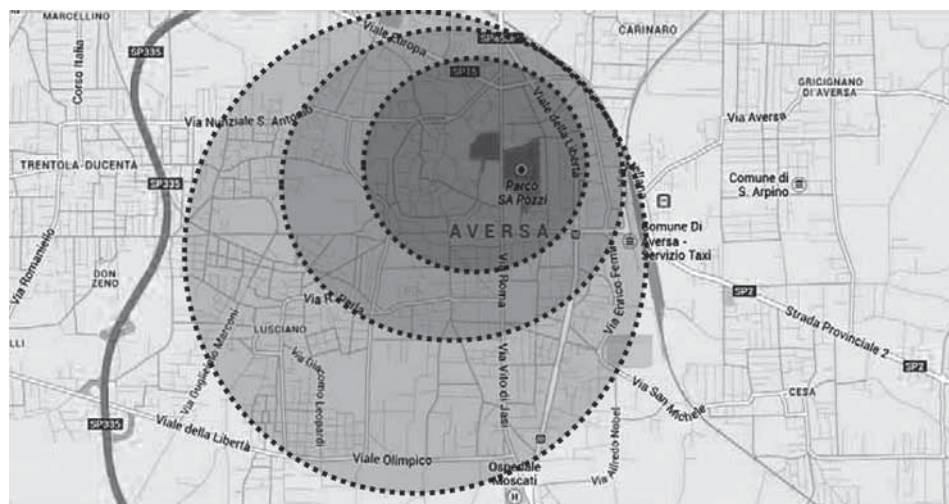 MARCELLINO
SP335
Corso Italia
Viale Europa
SP15
CARINARO
GRICIGNANO
DI AVERSA
Via Nunziale S. Antonio
Viale della Libertà
Via Aversa
TRENTOLA-DUCENTA
SP335
Parco
SA Pozzi
Comune di
S. Arpino
AVERSA
Comune Di
Aversa -
Servizio Taxi
Via Romaniello
DON
ZENO
Via Roma
Via Enrico Fermi
SP2
Via R. Perla
LUSCIANO
Strada Provinciale 2
SP2
Via Guglielmo Marconi
Via Giacomo Leopardi
Via Vito di Jasi
Via San Michele
CESA
SP335
Viale della Libertà
Viale Olimpico
Via Alfredo Nobel
Ospedale
Moscati
H